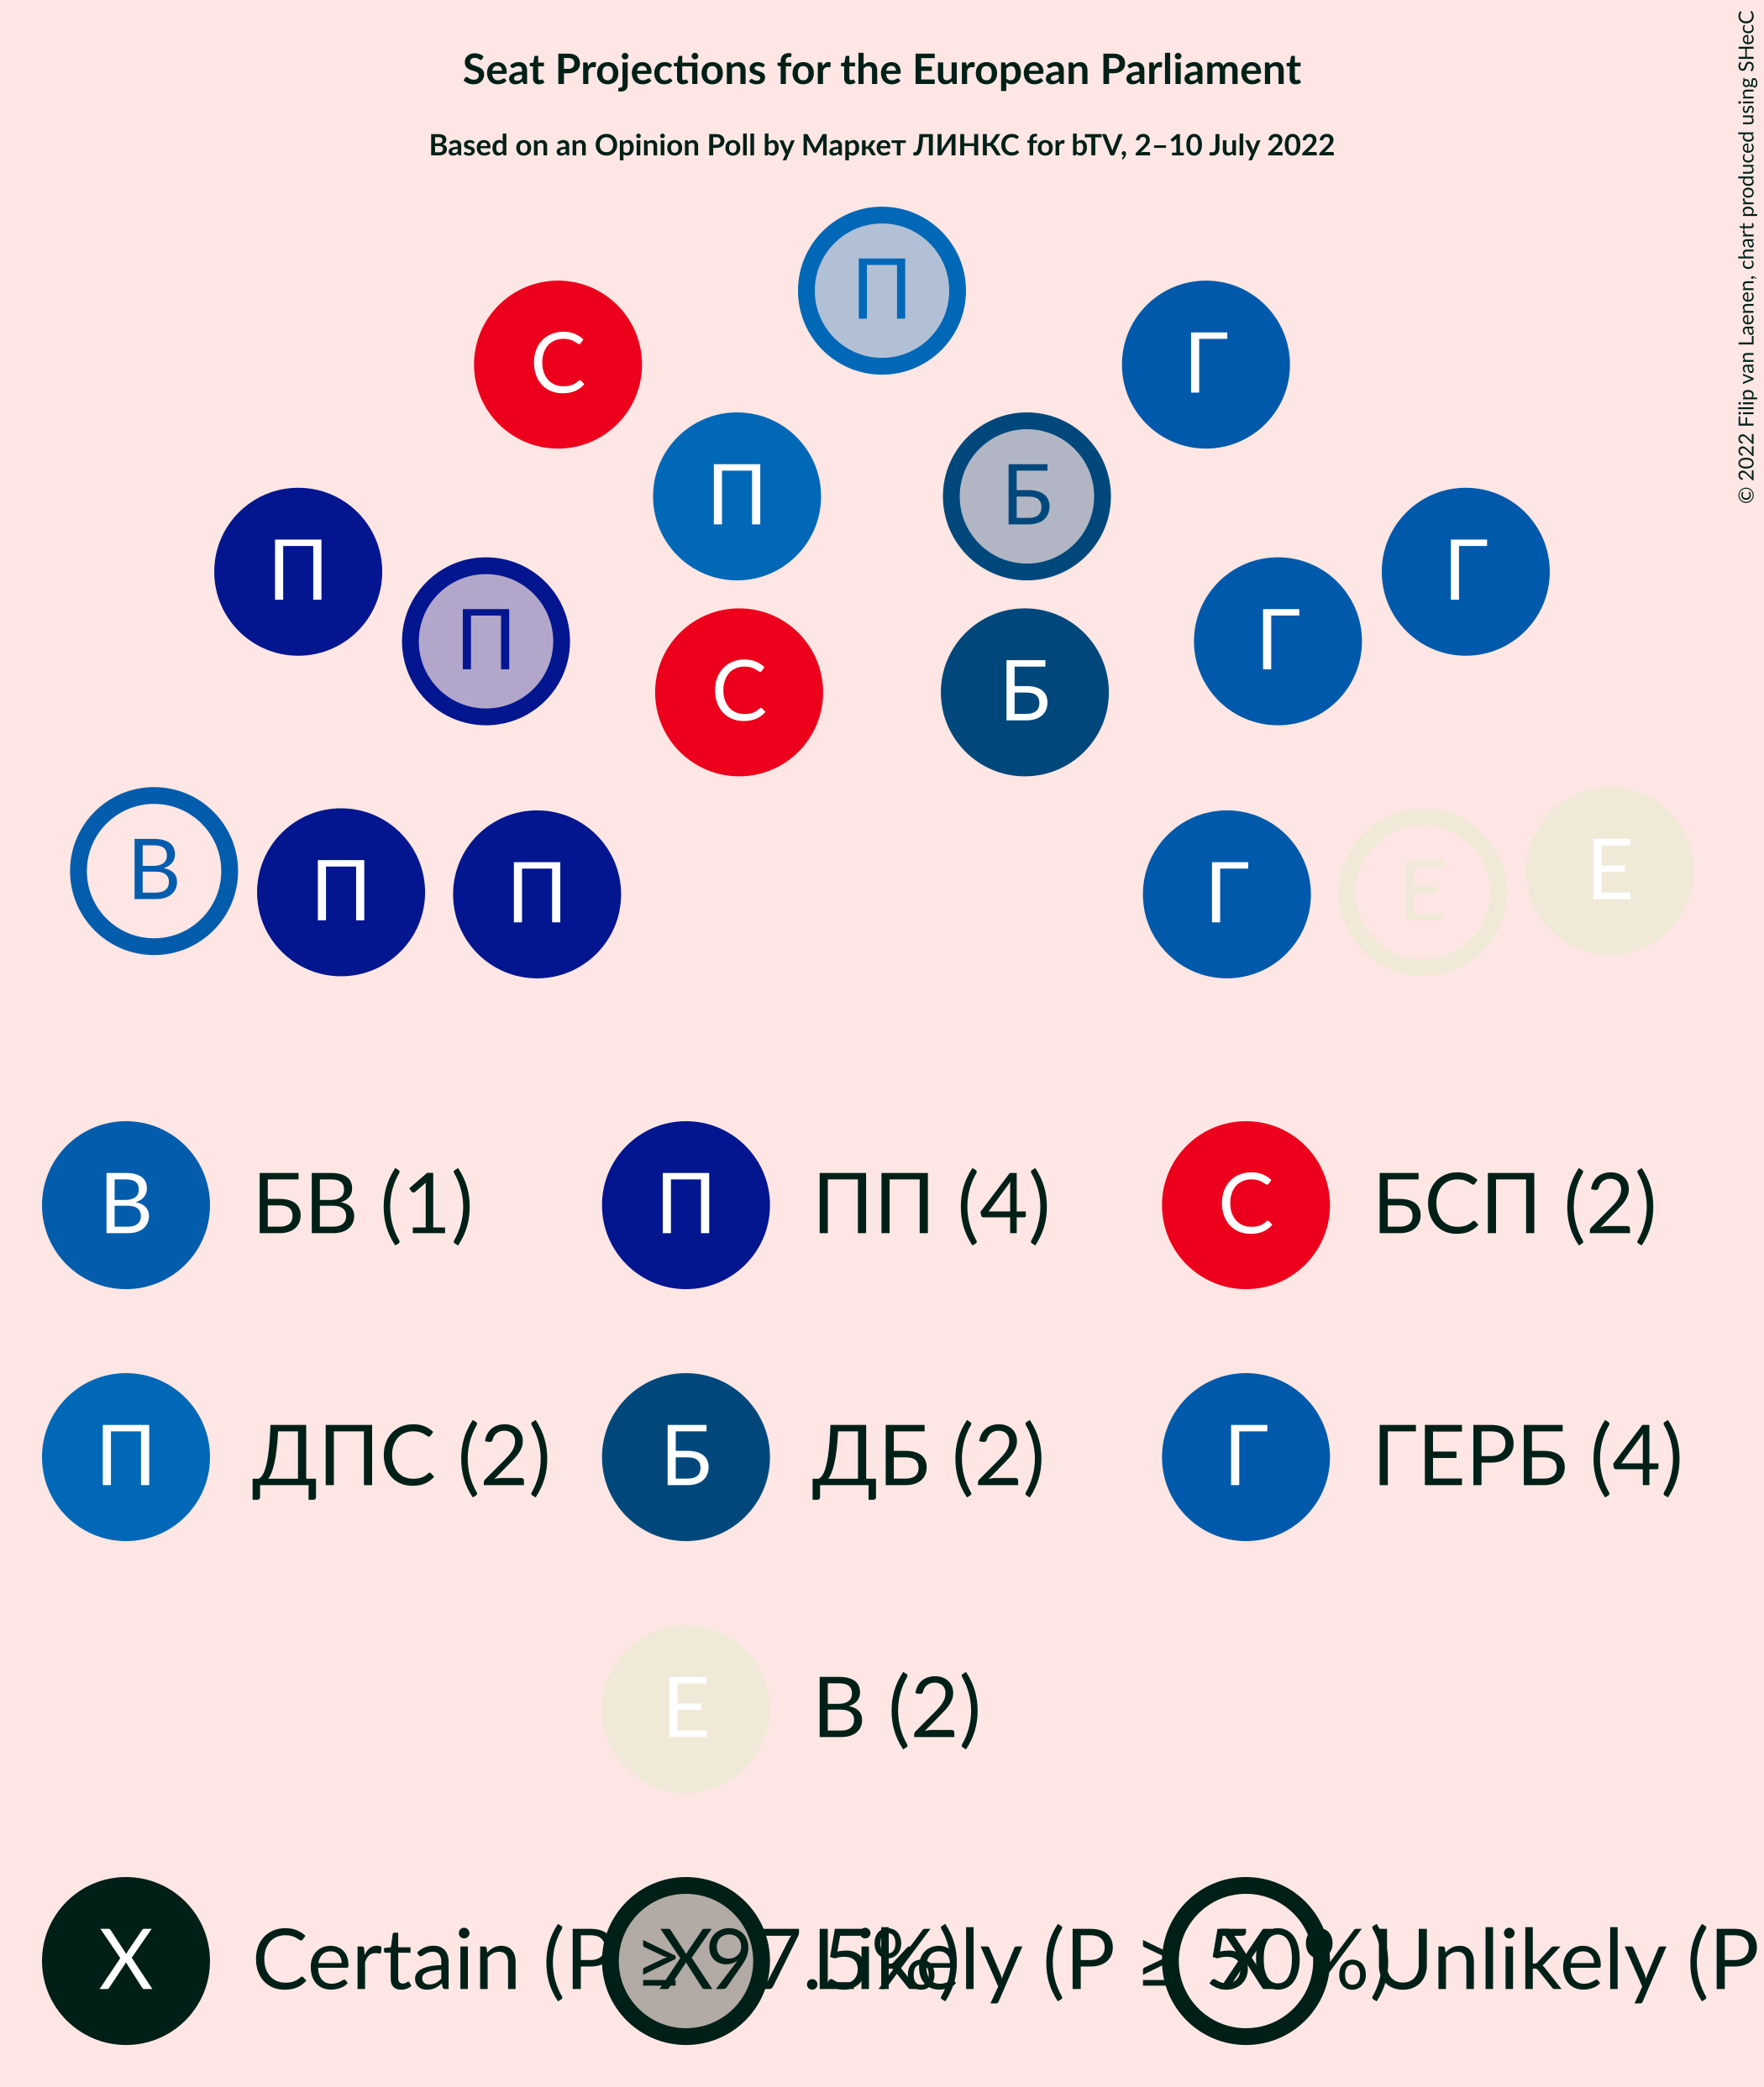 Seat Projections for the European Parliament
Based on an Opinion Poll by Маркет ЛИНКС for bTV, 2–10 July 2022
© 2022 Filip van Laenen, chart produced using SHecC
П
С
Г
П
Б
П
Г
П
Г
С
Б
В
П
П
Г
Е
Е
В БВ (1)
П ПП (4)
С БСП (2)
П ДПС (2)
Б ДБ (2)
Г ГЕРБ (4)
Е В (2)
X Certain (P ≥ 97.5%)
X Likely (P ≥ 50%)
X Unlikely (P